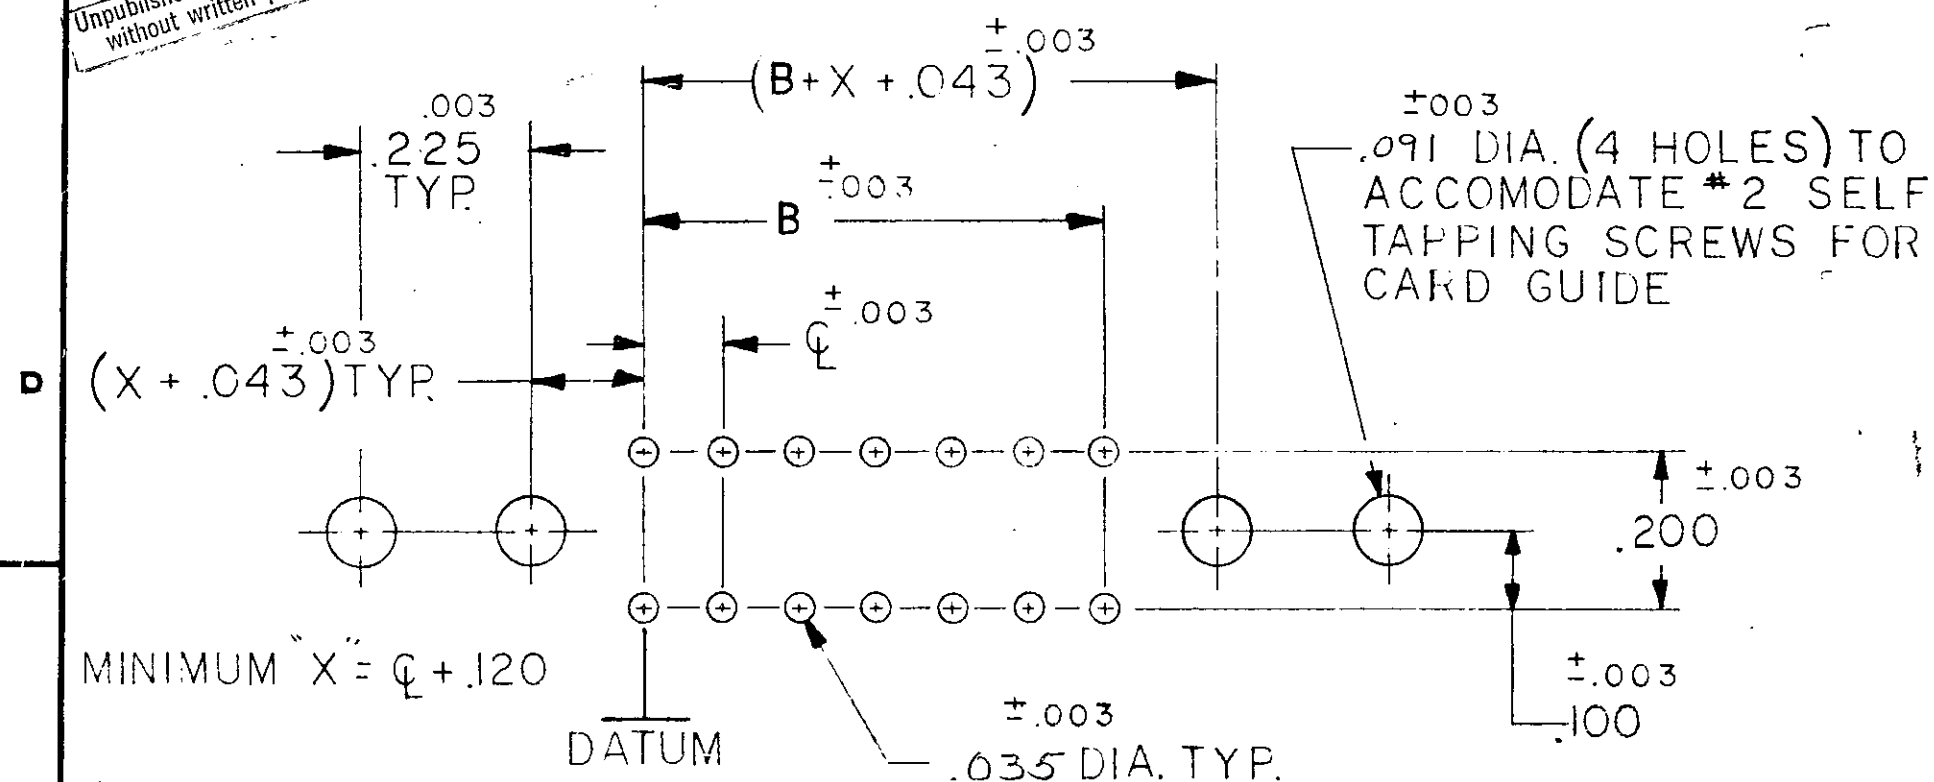 Unpublished
without written
±.003
(B+X+.043)
.003
.225
TYP.
±.003
B
±003
.091 DIA. (4 HOLES) TO
ACCOMODATE #2 SELF
TAPPING SCREWS FOR
CARD GUIDE
±.003
℄
±.003
(X + .043) TYP.
D
±.003
.200
MINIMUM "X" = ℄ + .120
DATUM
±.003
.035 DIA. TYP.
±.003
.100